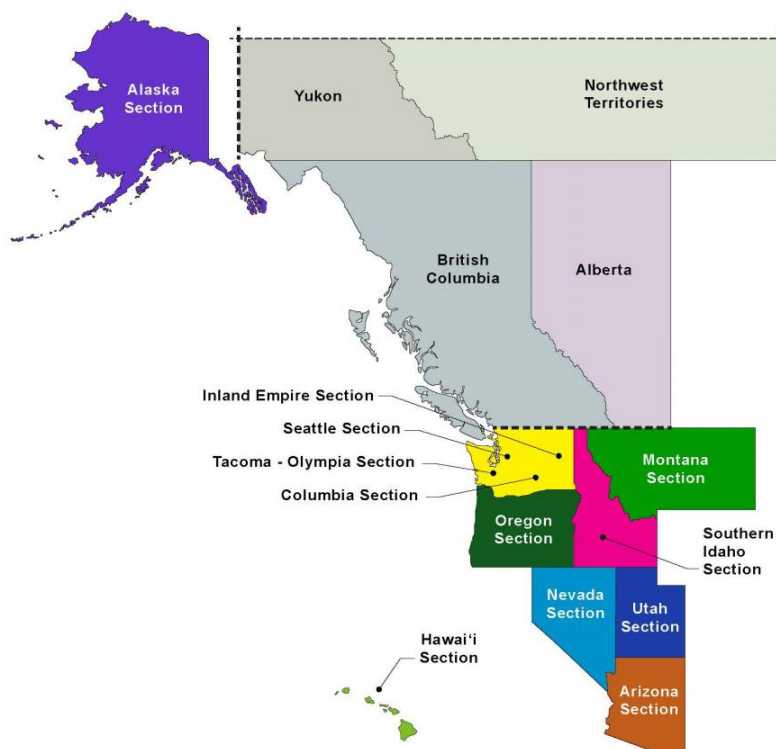 Alaska
Section
Yukon
Northwest
Territories
British
Columbia
Alberta
Inland Empire Section
Seattle Section
Tacoma - Olympia Section
Columbia Section
Montana
Section
Oregon
Section
Southern
Idaho
Section
Nevada
Section
Utah
Section
Hawai‘i
Section
Arizona
Section